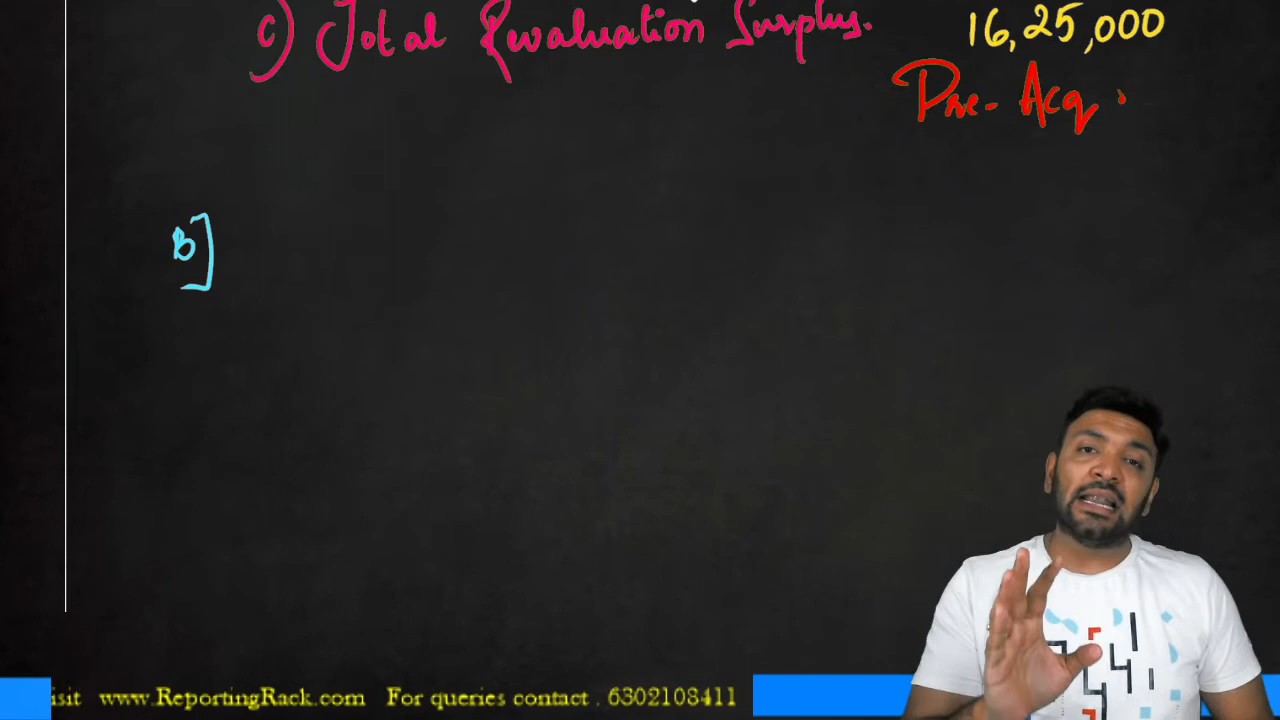 c) Total Revaluation Surplus. 16,25,000
Pre-Acq.
B]
isit www.ReportingRack.com For queries contact . 6302108411